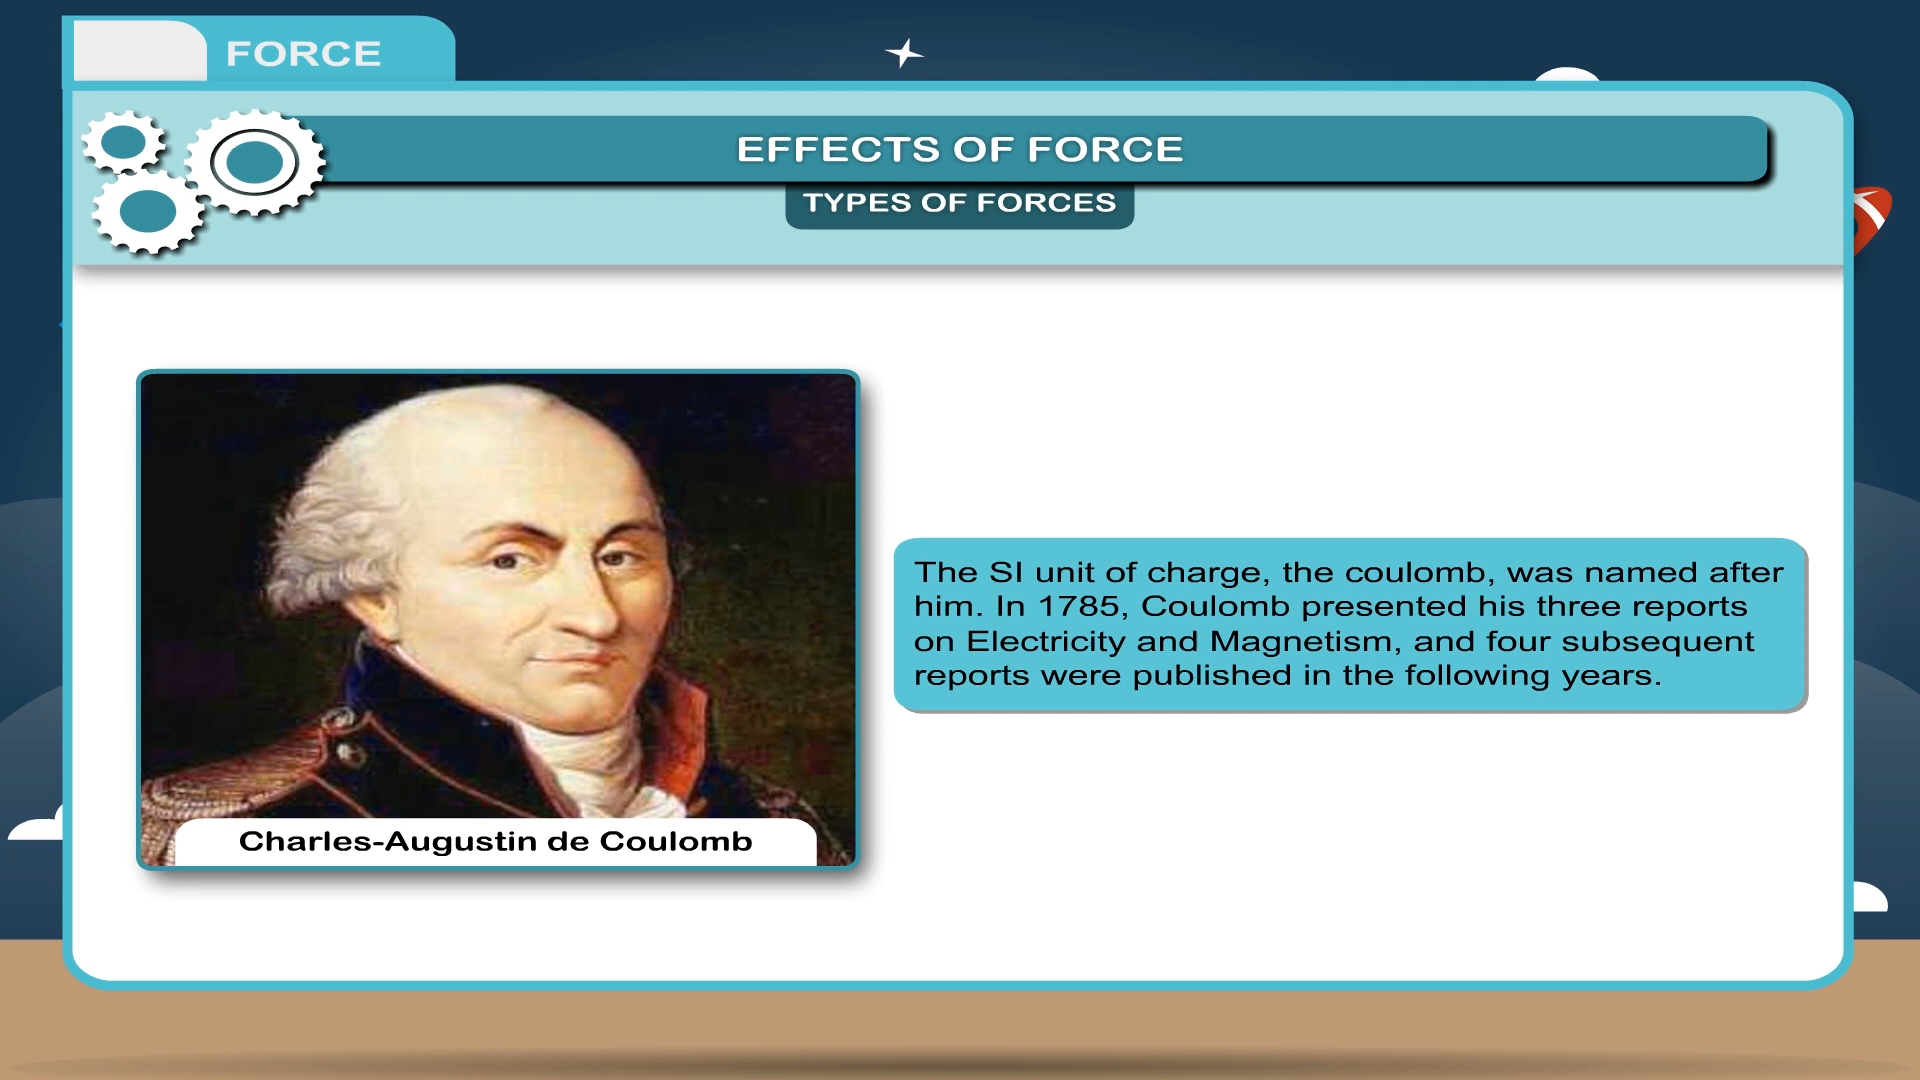 FORCE
EFFECTS OF FORCE
TYPES OF FORCES
The SI unit of charge, the coulomb, was named after
him. In 1785, Coulomb presented his three reports
on Electricity and Magnetism, and four subsequent
reports were published in the following years.
Charles-Augustin de Coulomb